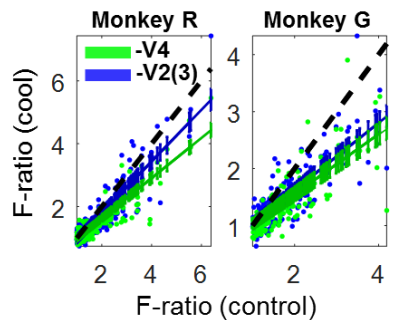 Monkey R Monkey G
-V4
-V2(3)
F-ratio (cool)
6
4
2
4
3
2
1
2 4 6 2 4
F-ratio (control)